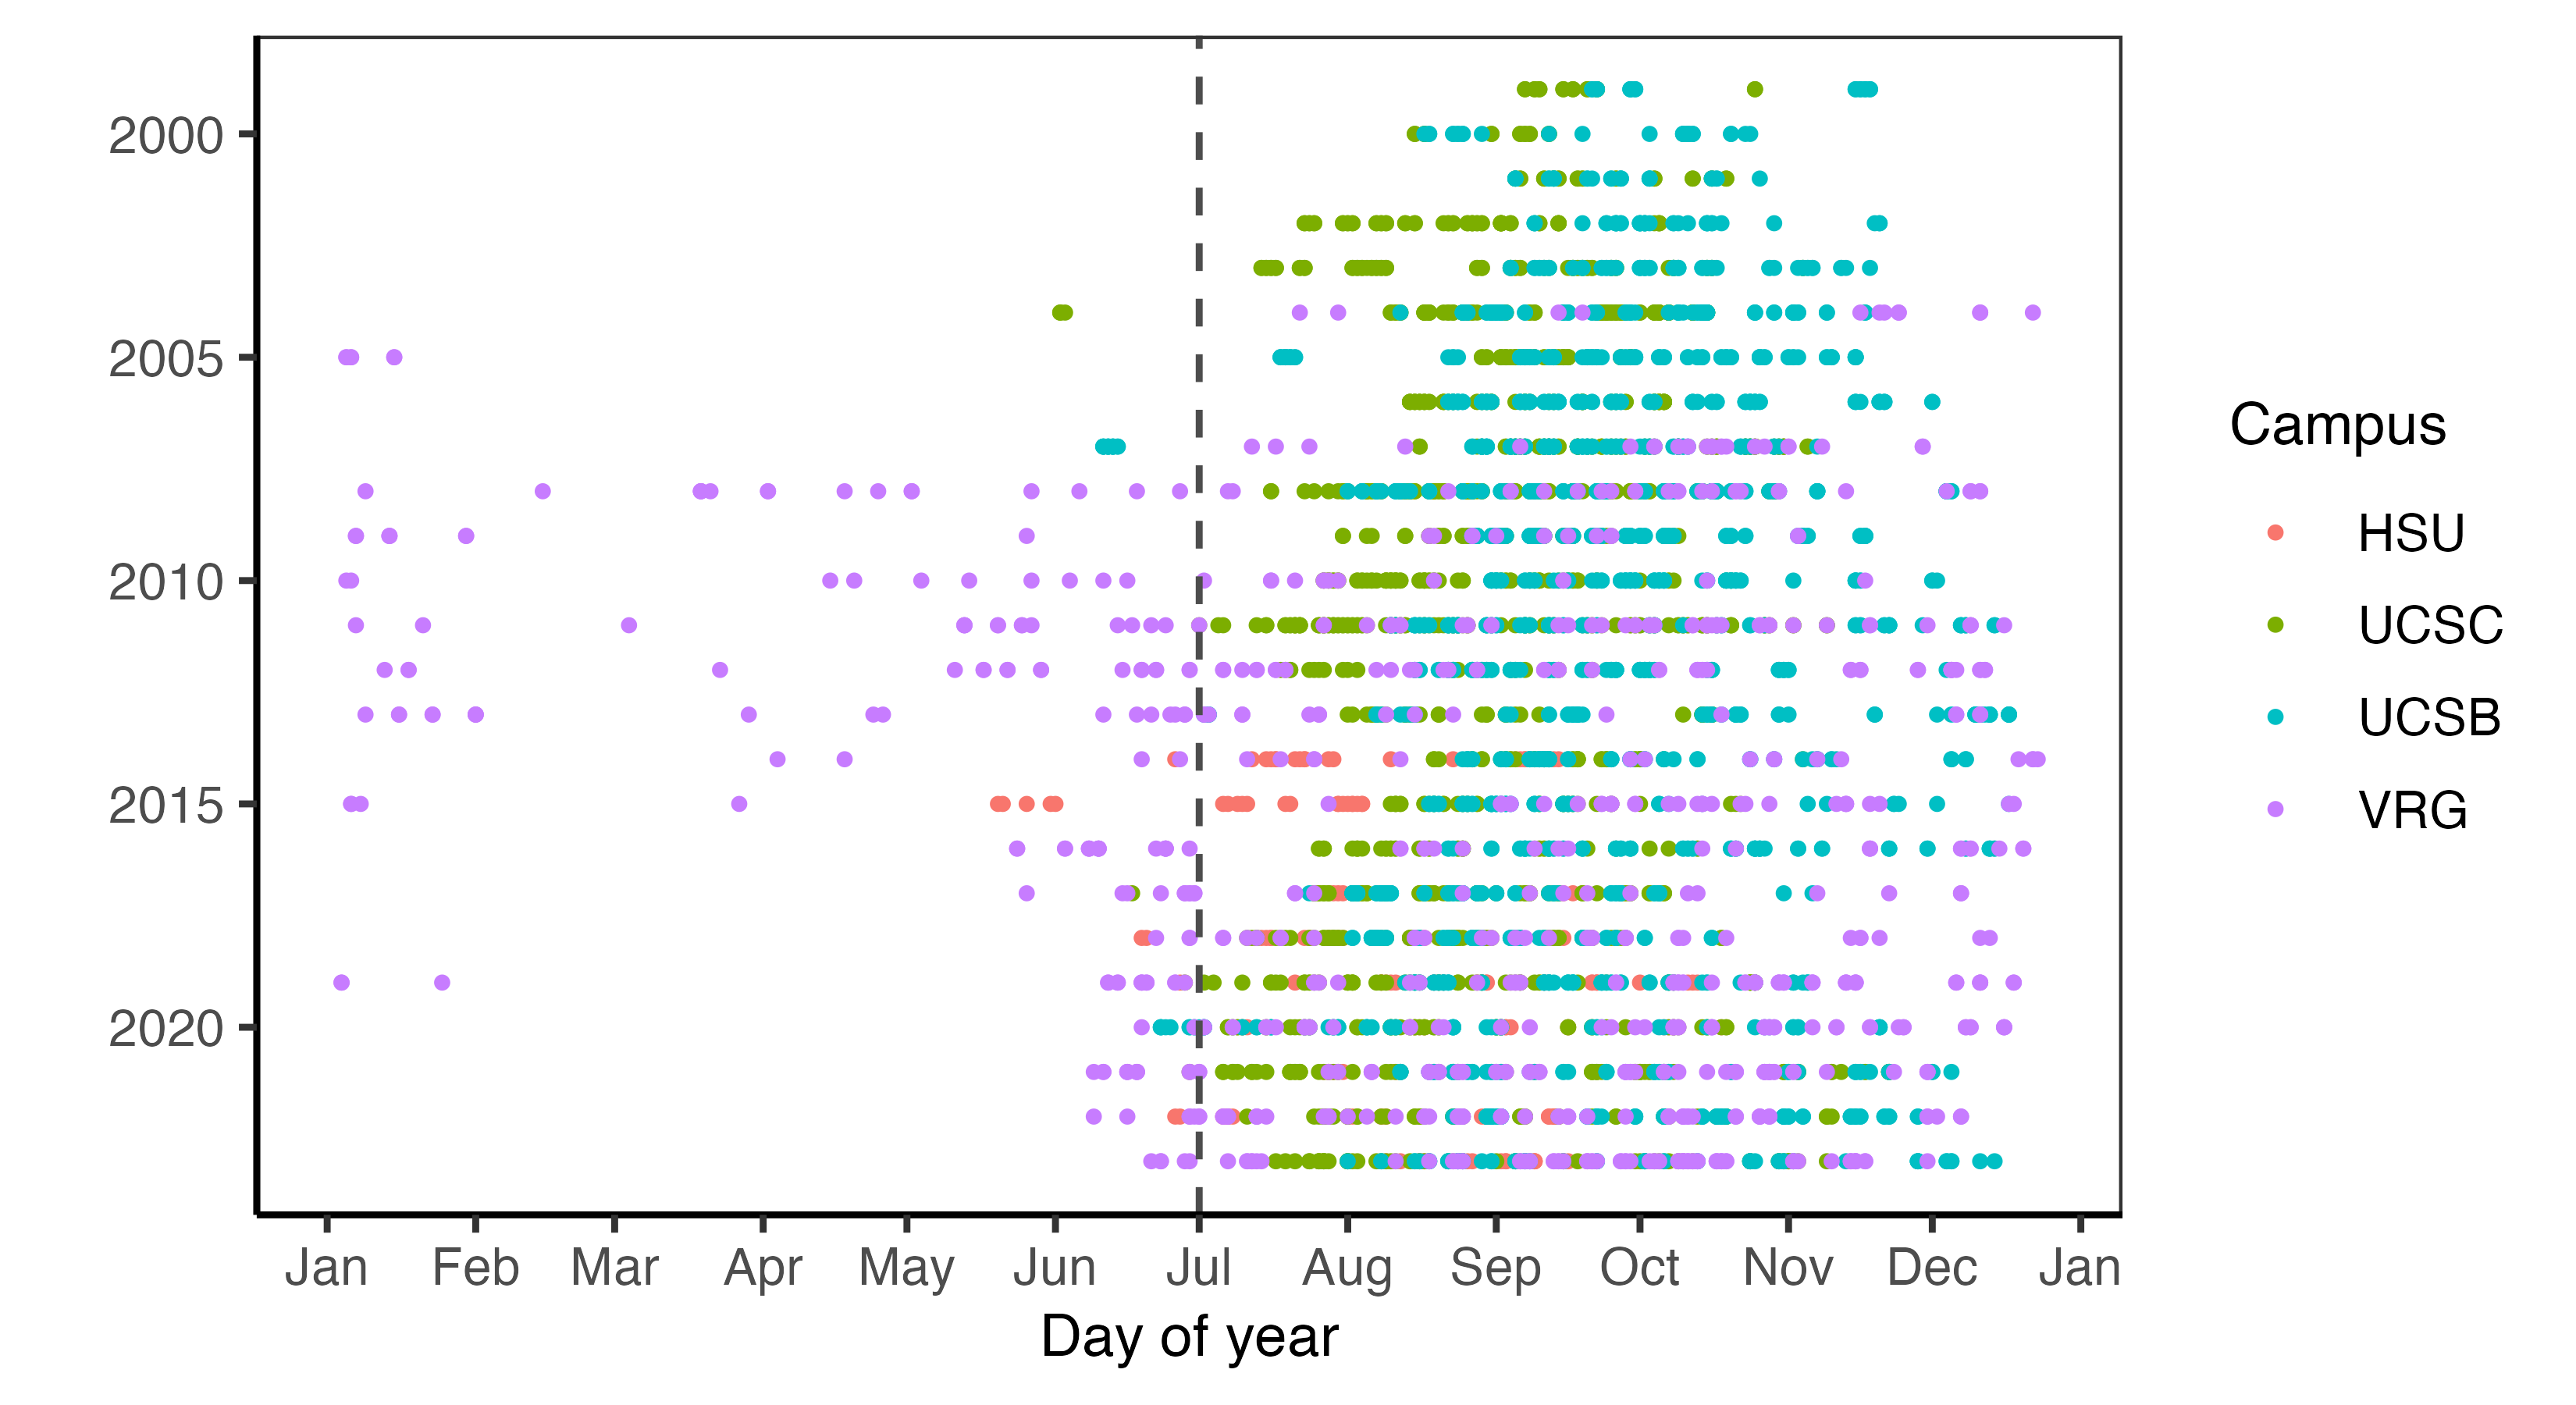 2000
2005
2010
2015
2020
Jan Feb Mar Apr May Jun Jul Aug Sep Oct Nov Dec Jan
Day of year
Campus
HSU
UCSC
UCSB
VRG